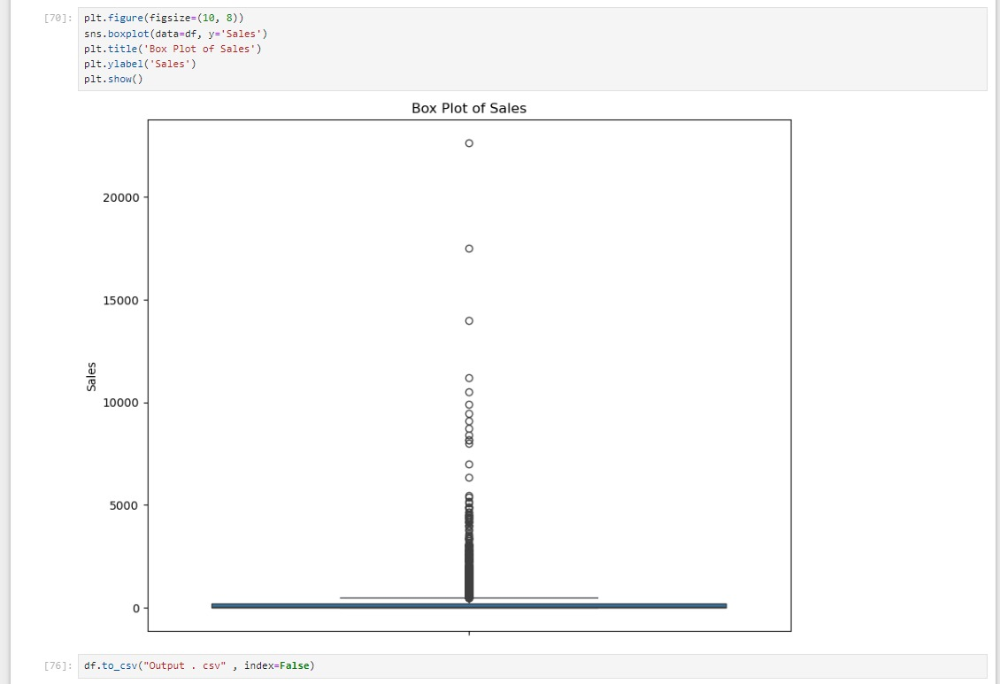 [70]: plt.figure(figsize=(10, 8))
sns.boxplot(data=df, y='Sales')
plt.title('Box Plot of Sales')
plt.ylabel('Sales')
plt.show()
Box Plot of Sales
20000
15000
10000
5000
0
Sales
[76]: df.to_csv("Output . csv" , index=False)